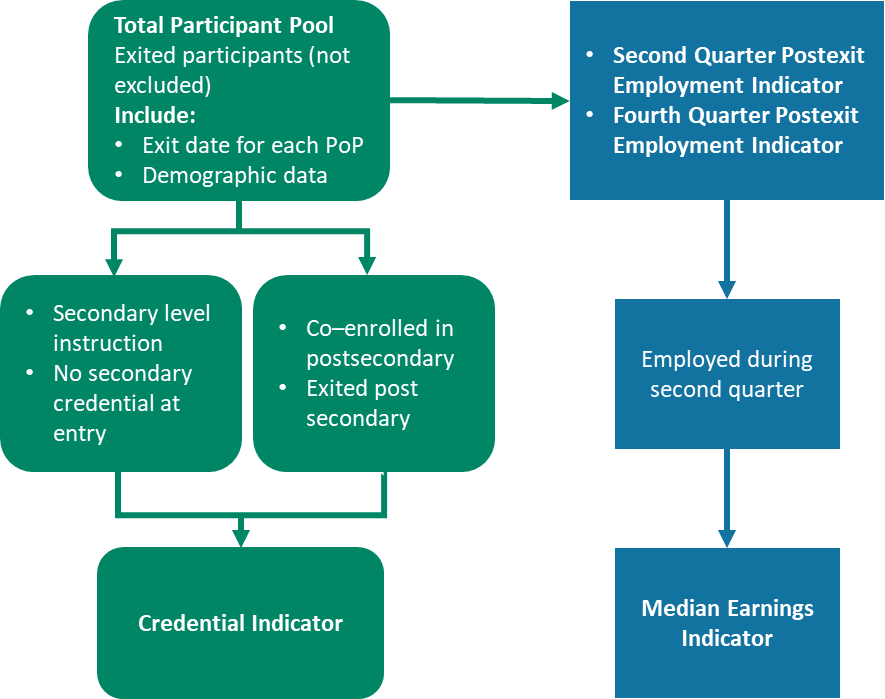 Total Participant Pool
Exited participants (not
excluded)
Include:
• Exit date for each PoP
• Demographic data
• Second Quarter Postexit
Employment Indicator
• Fourth Quarter Postexit
Employment Indicator
• Secondary level
instruction
• No secondary
credential at
entry
• Co–enrolled in
postsecondary
• Exited post
secondary
Employed during
second quarter
Credential Indicator
Median Earnings
Indicator